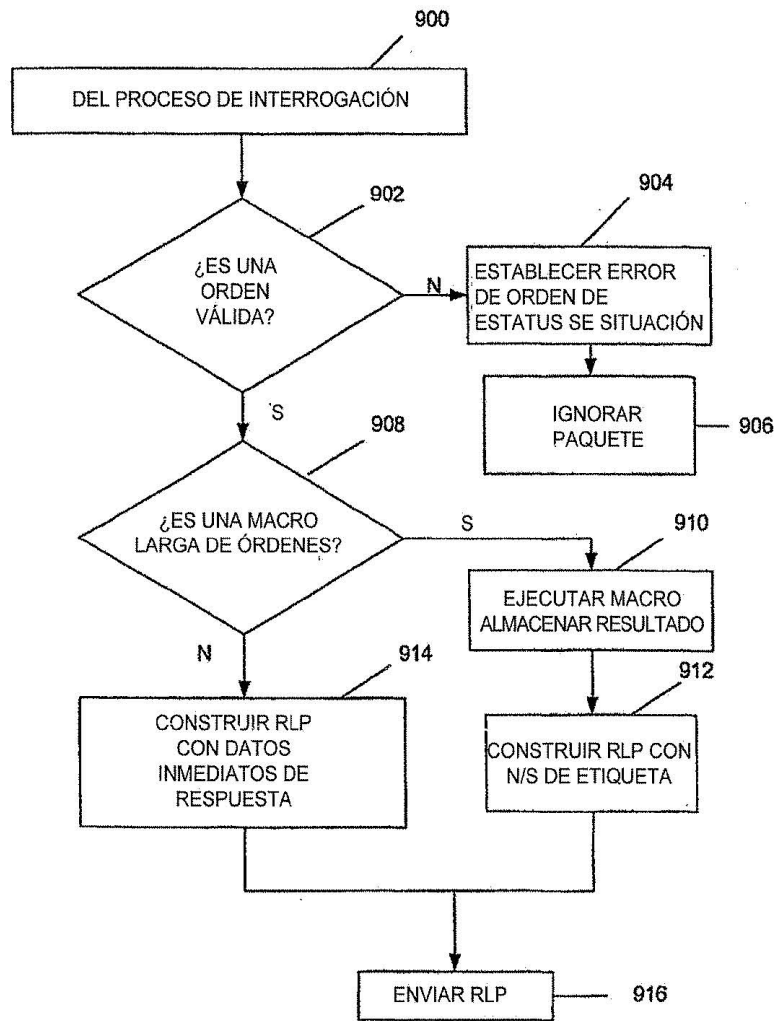 900
DEL PROCESO DE INTERROGACIÓN
902
¿ES UNA
ORDEN
VÁLIDA?
N
904
ESTABLECER ERROR
DE ORDEN DE
ESTATUS SE SITUACIÓN
S
IGNORAR
PAQUETE
906
908
¿ES UNA MACRO
LARGA DE ÓRDENES?
S
910
EJECUTAR MACRO
ALMACENAR RESULTADO
N
914
912
CONSTRUIR RLP
CON DATOS
INMEDIATOS DE
RESPUESTA
CONSTRUIR RLP CON
N/S DE ETIQUETA
ENVIAR RLP
916